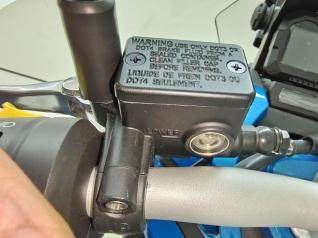 WARNING USE ONLY DOT3 OR
DOT4 BRAKE FLUID FROM A
SEALED CONTAINER.
CLEAN FILLER CAP
BEFORE REMOVING.
LIQUIDE DE FREIN DOT3 OU
DOT4 SEULEMENT.
LOWER